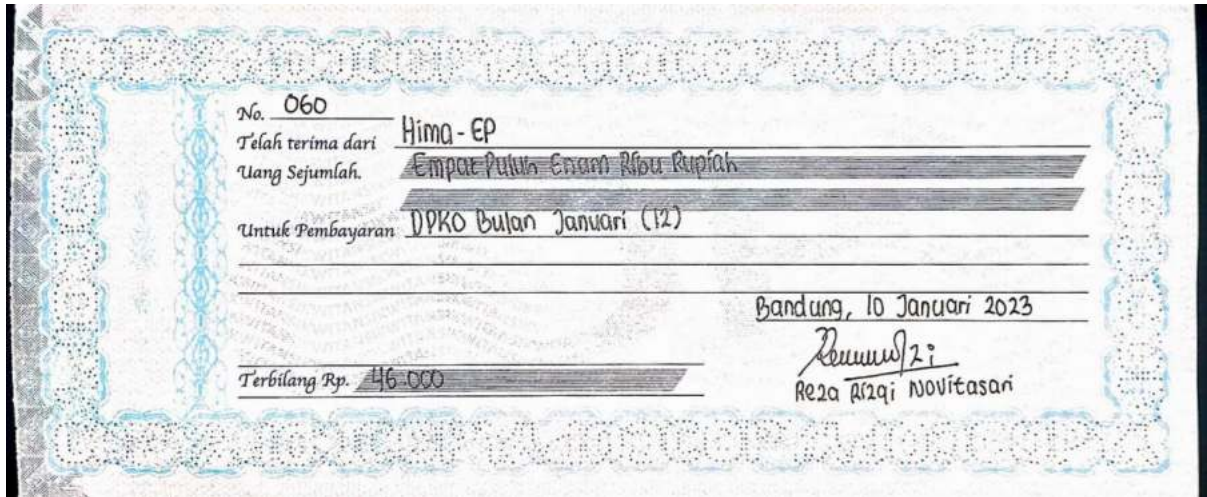 No. 060
Telah terima dari Hima-EP
Uang Sejumlah. Empat Puluh Enam Ribu Rupiah
Untuk Pembayaran DPKO Bulan Januari (12)
Bandung, 10 Januari 2023
Terbilang Rp. 46.000
Reza Rizqi Novitasari